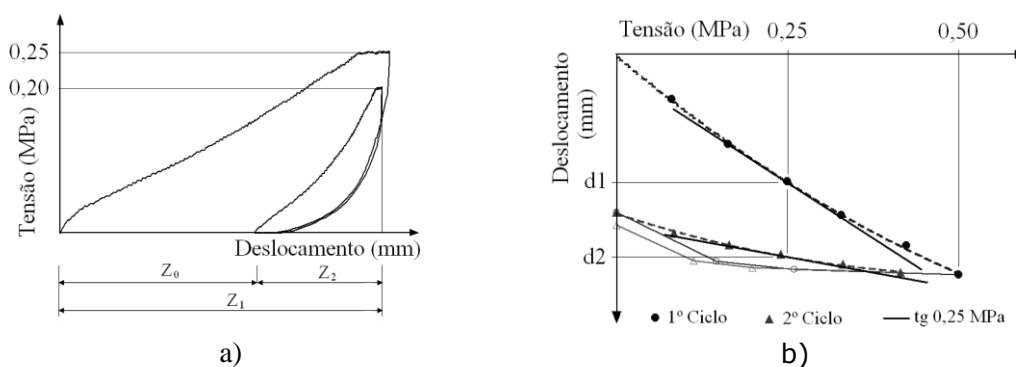 0,25
0,20
Tensão (MPa)
Deslocamento (mm)
Z₀
Z₂
Z₁
a)
Tensão (MPa)
0,25
0,50
Deslocamento
(mm)
d1
d2
1º Ciclo
2º Ciclo
tg 0,25 MPa
b)